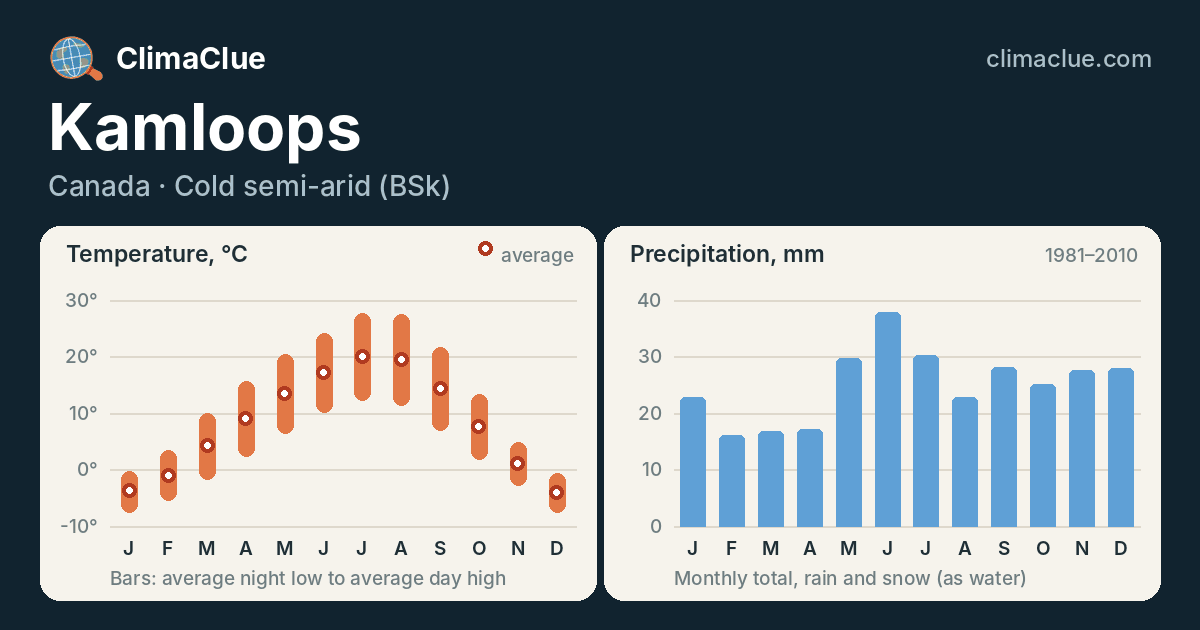 ClimaClue
climaclue.com
Kamloops
Canada · Cold semi-arid (BSk)
Temperature, °C
average
30°
20°
10°
0°
-10°
J F M A M J J A S O N D
Bars: average night low to average day high
Precipitation, mm
1981–2010
40
30
20
10
0
J F M A M J J A S O N D
Monthly total, rain and snow (as water)